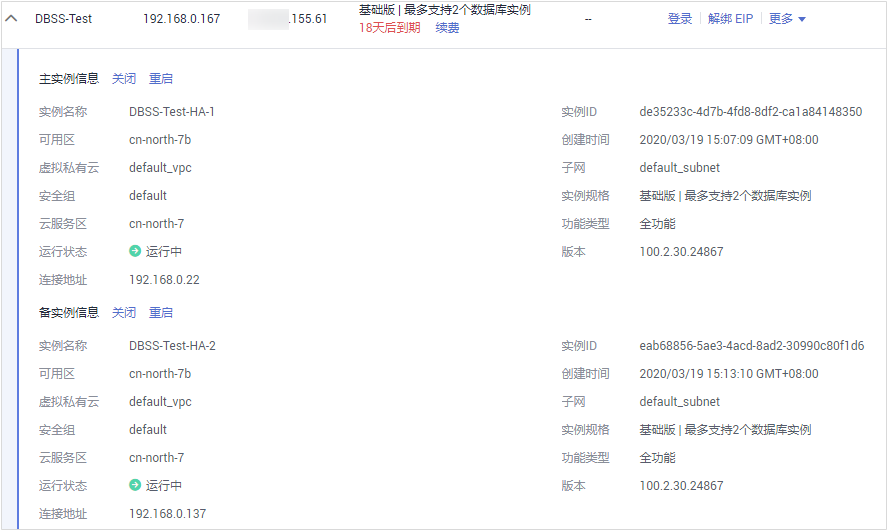 DBSS-Test 192.168.0.167 .155.61 基础版 | 最多支持2个数据库实例 -- 登录 解绑 EIP 更多
18天后到期 续费
主实例信息 关闭 重启
实例名称 DBSS-Test-HA-1 实例ID de35233c-4d7b-4fd8-8df2-ca1a84148350
可用区 cn-north-7b 创建时间 2020/03/19 15:07:09 GMT+08:00
虚拟私有云 default_vpc 子网 default_subnet
安全组 default 实例规格 基础版 | 最多支持2个数据库实例
云服务区 cn-north-7 功能类型 全功能
运行状态 运行中 版本 100.2.30.24867
连接地址 192.168.0.22
备实例信息 关闭 重启
实例名称 DBSS-Test-HA-2 实例ID eab68856-5ae3-4acd-8ad2-30990c80f1d6
可用区 cn-north-7b 创建时间 2020/03/19 15:13:10 GMT+08:00
虚拟私有云 default_vpc 子网 default_subnet
安全组 default 实例规格 基础版 | 最多支持2个数据库实例
云服务区 cn-north-7 功能类型 全功能
运行状态 运行中 版本 100.2.30.24867
连接地址 192.168.0.137